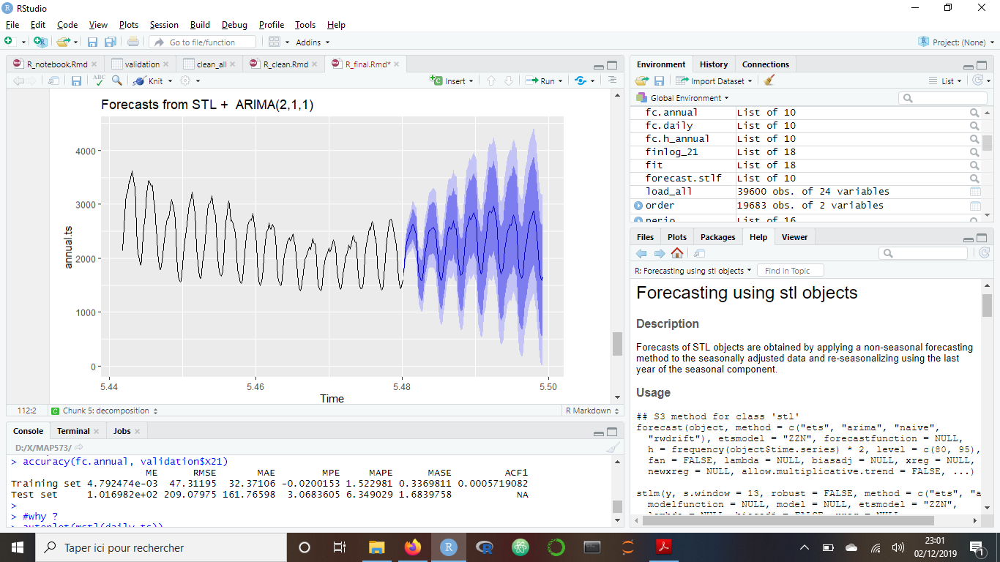 RStudio
File Edit Code View Plots Session Build Debug Profile Tools Help
Go to file/function Addins Project: (None)
R_notebook.Rmd validation clean_all R_clean.Rmd R_final.Rmd*
ABC Knit Insert Run
Forecasts from STL + ARIMA(2,1,1)
annual.ts
4000
3000
2000
1000
0
5.44 5.46 5.48 5.50
Time
112:2 Chunk 5: decomposition R Markdown
Console Terminal Jobs
D:/X/MAP573/
> accuracy(fc.annual, validation$X21)
ME RMSE MAE MPE MAPE MASE ACF1
Training set 4.792474e-03 47.31195 32.37106 -0.0200153 1.522981 0.3369811 0.0005719082
Test set 1.016982e+02 209.07975 161.76598 3.0683605 6.349029 1.6839758 NA
>
> #why ?
> autoplot(mstl(daily.ts))
Environment History Connections
Import Dataset List
Global Environment
fc.annual List of 10
fc.daily List of 10
fc.h_annual List of 10
finlog_21 List of 18
fit List of 18
forecast.stlf List of 10
load_all 39600 obs. of 24 variables
order 19683 obs. of 2 variables
perio List of 16
Files Plots Packages Help Viewer
R: Forecasting using stl objects Find in Topic
Forecasting using stl objects
Description
Forecasts of STL objects are obtained by applying a non-seasonal forecasting
method to the seasonally adjusted data and re-seasonalizing using the last
year of the seasonal component.
Usage
## S3 method for class 'stl'
forecast(object, method = c("ets", "arima", "naive",
"rwdrift"), etsmodel = "ZZN", forecastfunction = NULL,
h = frequency(object$time.series) * 2, level = c(80, 95),
fan = FALSE, lambda = NULL, biasadj = NULL, xreg = NULL,
newxreg = NULL, allow.multiplicative.trend = FALSE, ...)
stlm(y, s.window = 13, robust = FALSE, method = c("ets", "a
modelfunction = NULL, model = NULL, etsmodel = "ZZN",
lambda = NULL, biasadj = FALSE, xreg = NULL,
Taper ici pour rechercher
23:01
02/12/2019
1